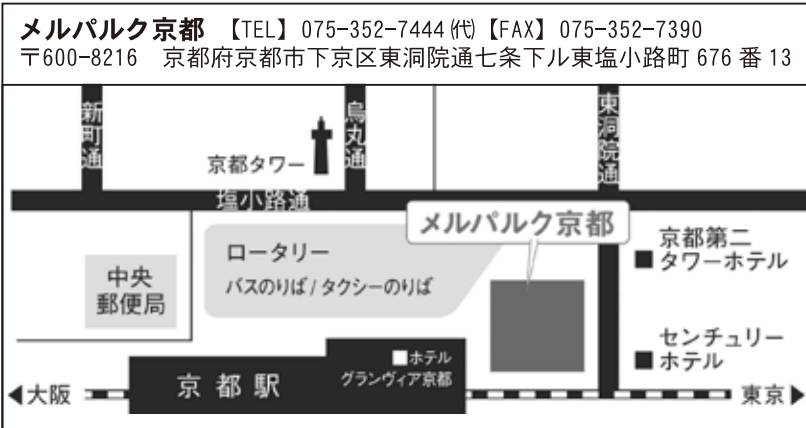 メルパルク京都 【TEL】075-352-7444㈹【FAX】075-352-7390
〒600-8216 京都府京都市下京区東洞院通七条下ル東塩小路町 676 番 13
新町通
烏丸通
東洞院通
京都タワー
塩小路通
メルパルク京都
ロータリー
バスのりば / タクシーのりば
京都第二
■タワーホテル
中央
郵便局
センチュリー
■ホテル
□ホテル
グランヴィア京都
京都駅
◀大阪
東京▶